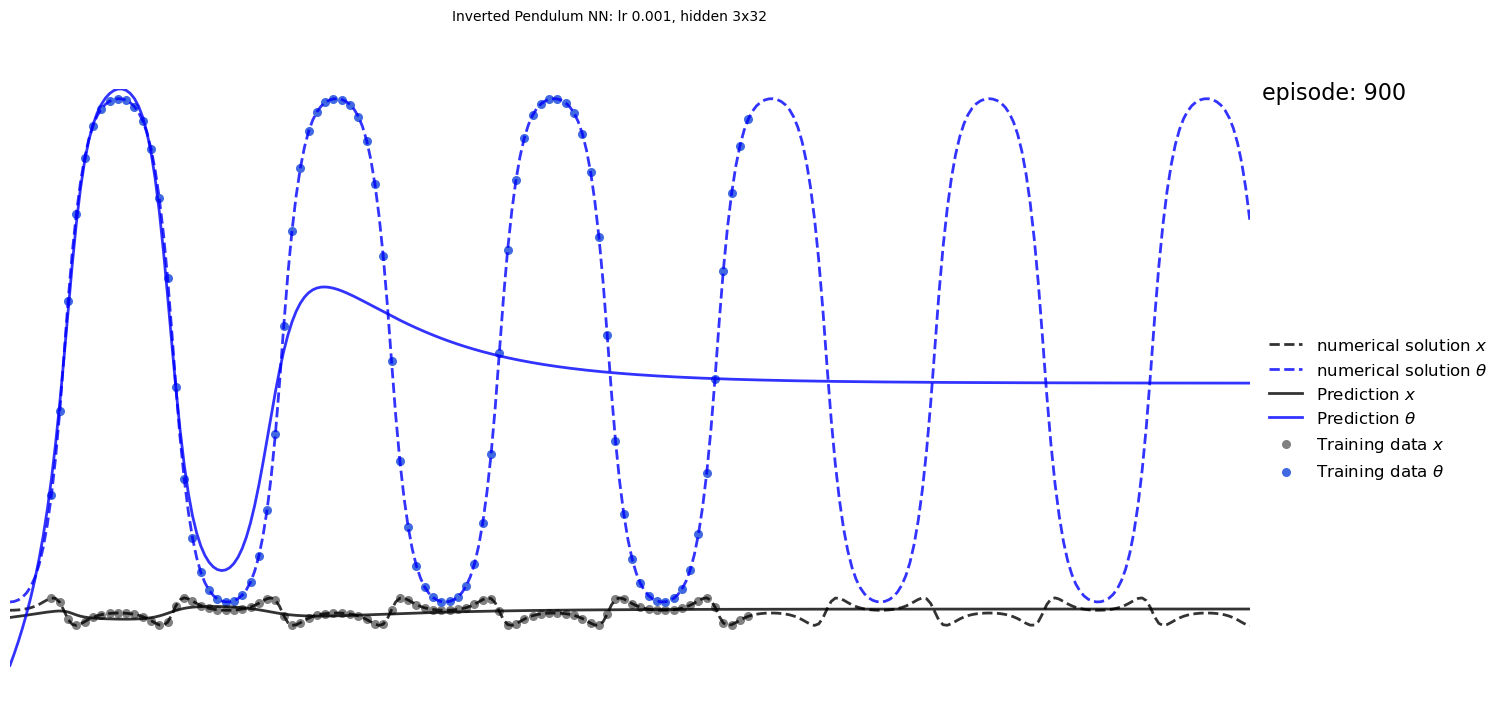 Inverted Pendulum NN: lr 0.001, hidden 3x32
episode: 900
numerical solution x
numerical solution θ
Prediction x
Prediction θ
Training data x
Training data θ